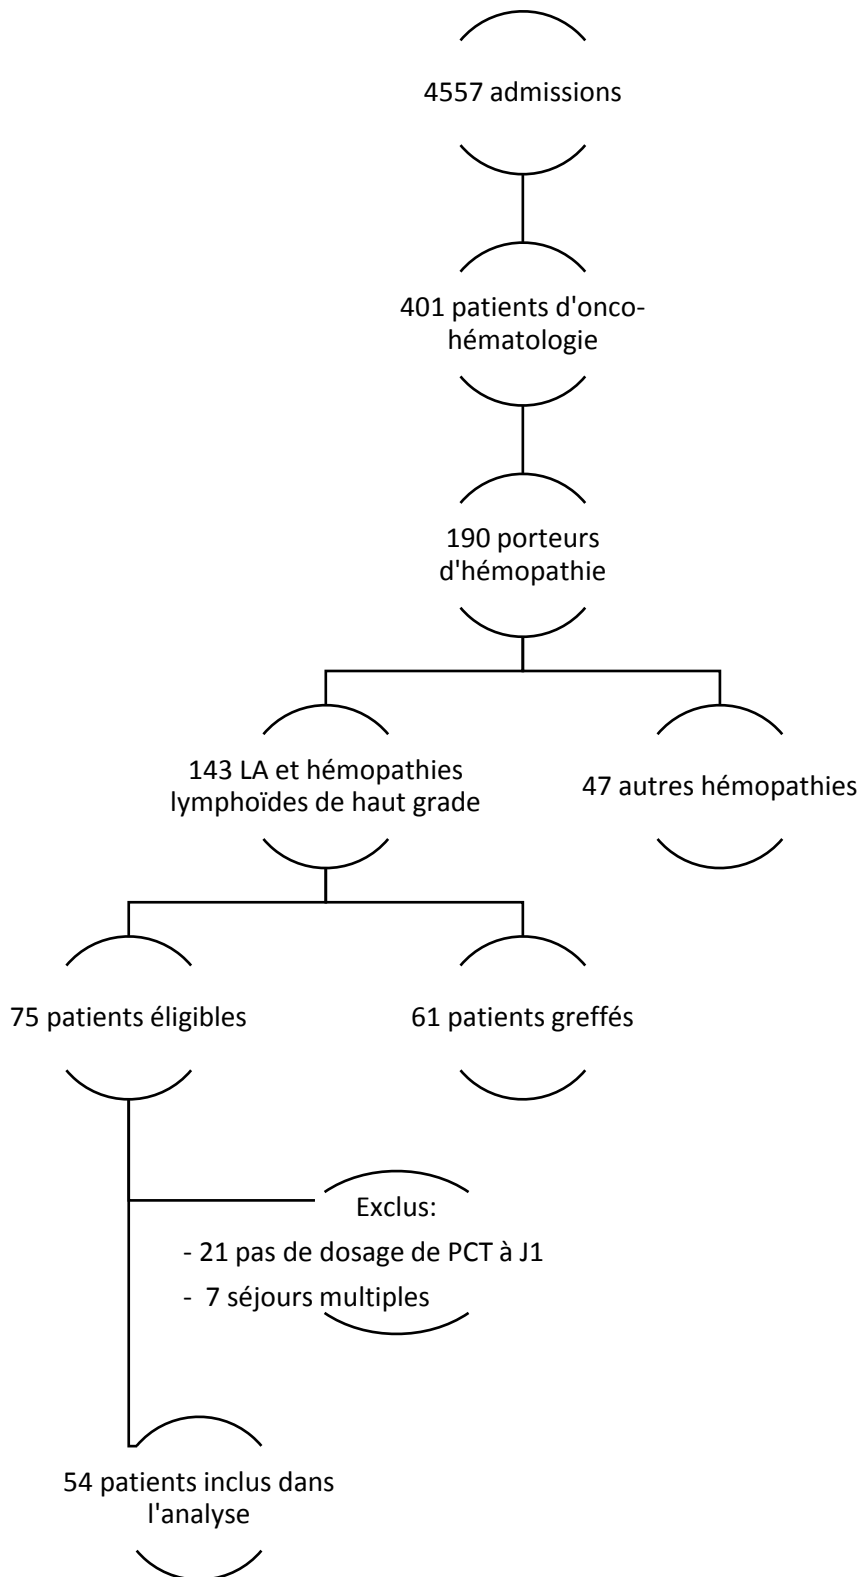 4557 admissions
401 patients d'onco-
hématologie
190 porteurs
d'hémopathie
143 LA et hémopathies
lymphoïdes de haut grade
47 autres hémopathies
75 patients éligibles
61 patients greffés
Exclus:
- 21 pas de dosage de PCT à J1
- 7 séjours multiples
54 patients inclus dans
l'analyse